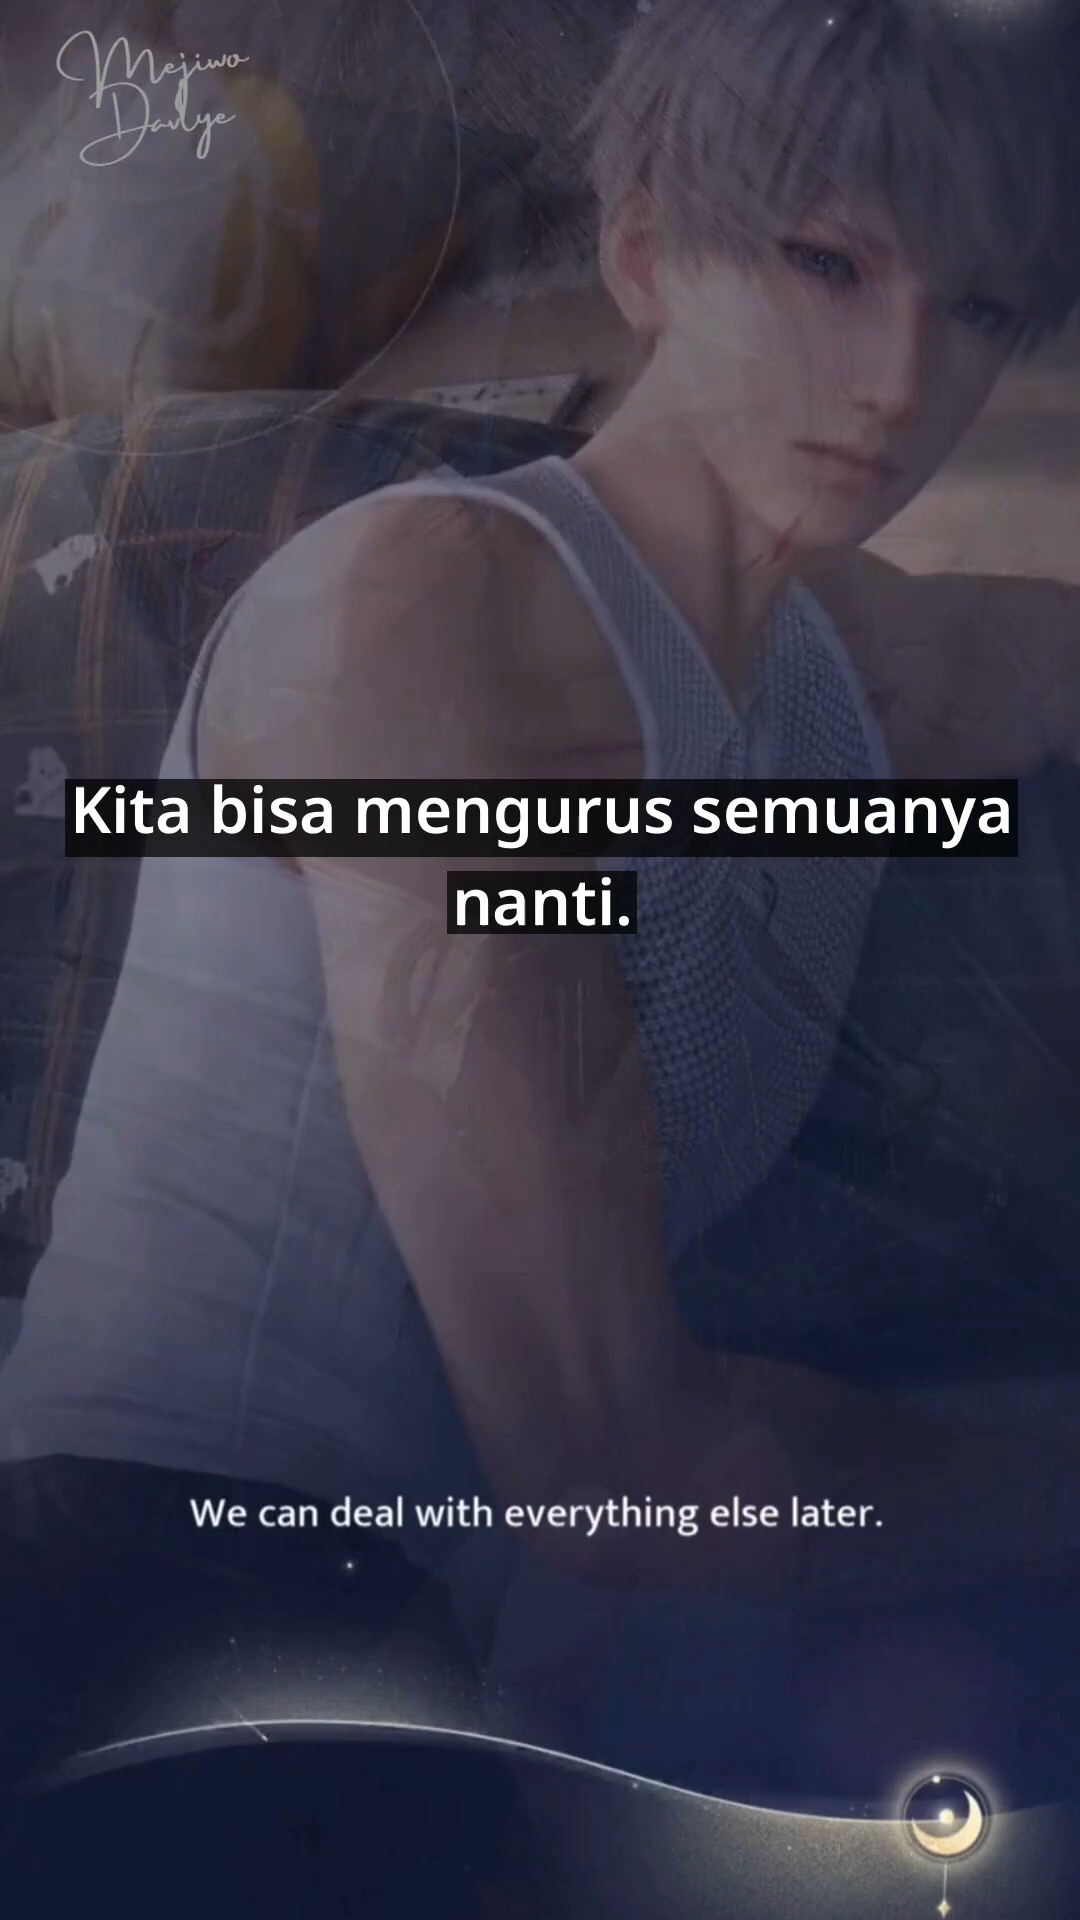 Mejiwo
Davlye
Kita bisa mengurus semuanya
nanti.
We can deal with everything else later.